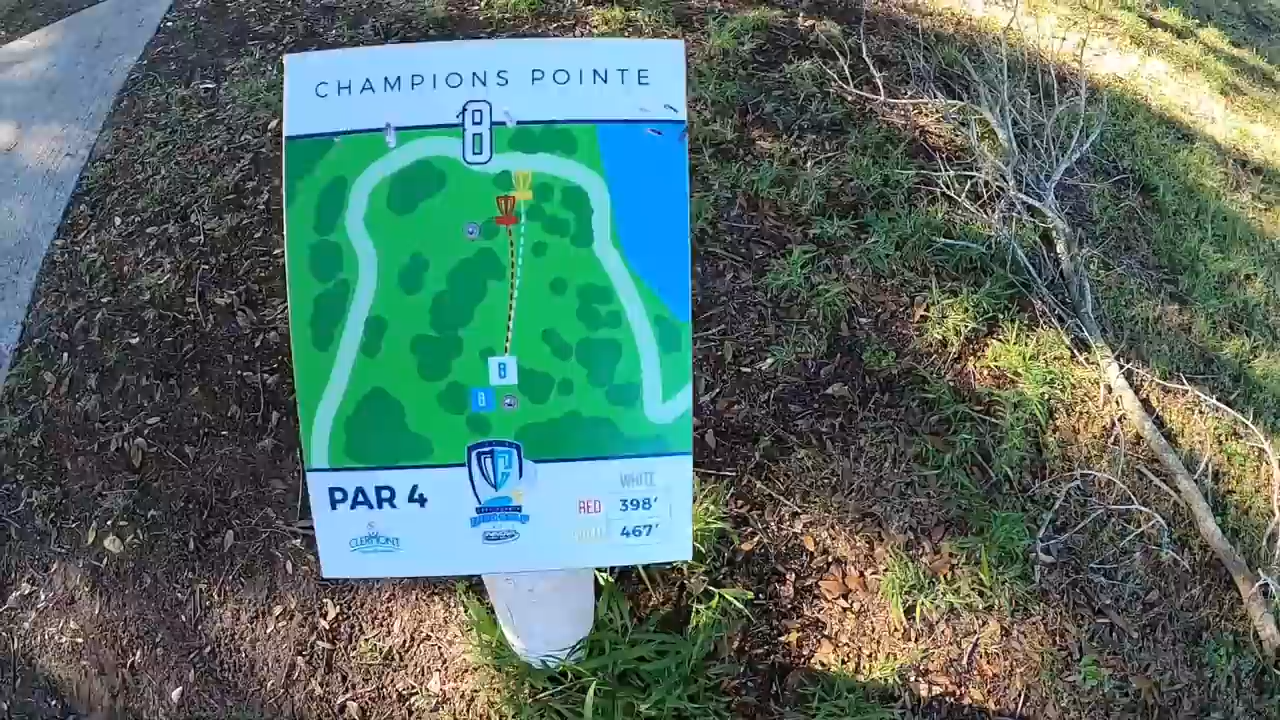 CHAMPIONS POINTE
8
8
8
PAR 4
WHITE
RED 398'
467'
CLERMONT